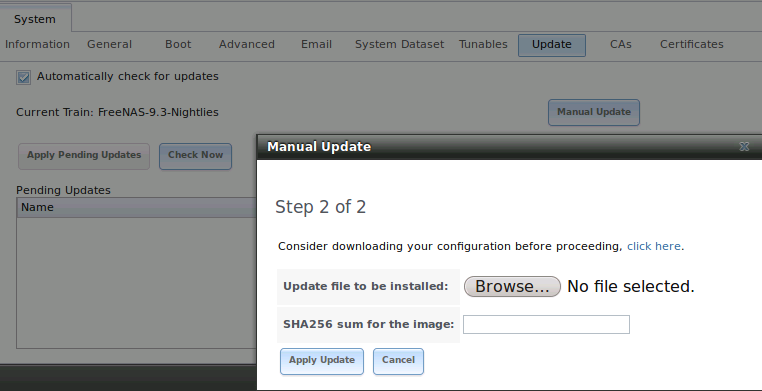 System
Information General Boot Advanced Email System Dataset Tunables Update CAs Certificates
Automatically check for updates
Current Train: FreeNAS-9.3-Nightlies Manual Update
Apply Pending Updates Check Now
Manual Update
Pending Updates
Name
Step 2 of 2
Consider downloading your configuration before proceeding, click here.
Update file to be installed: Browse... No file selected.
SHA256 sum for the image:
Apply Update Cancel